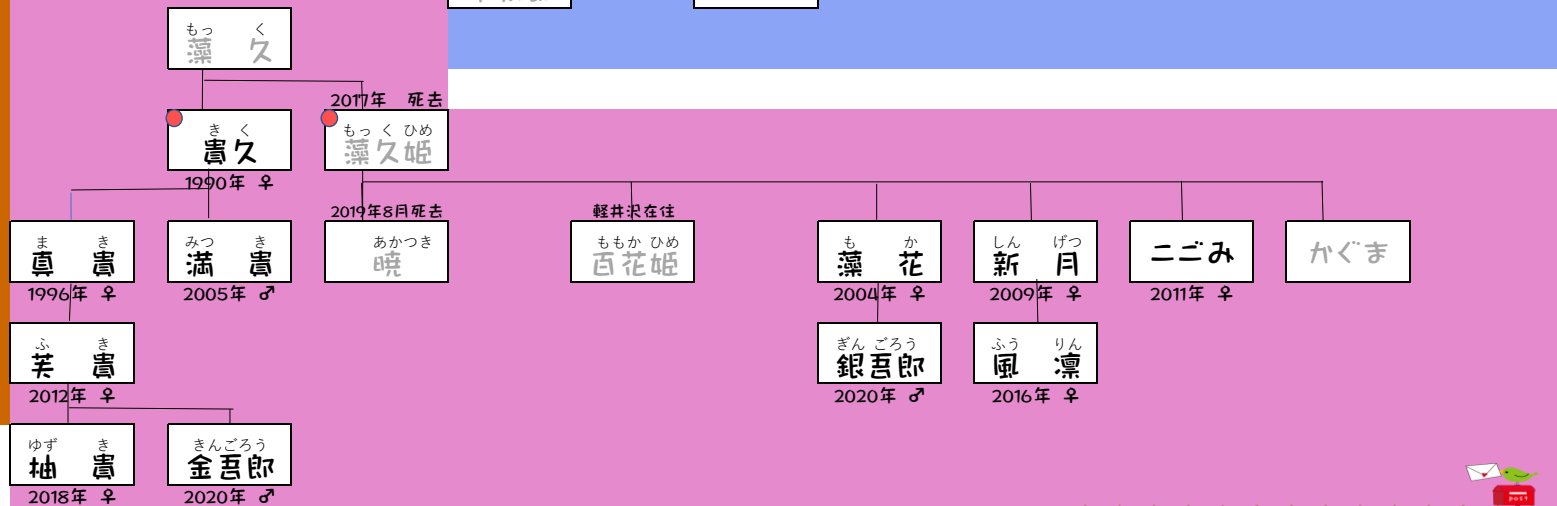 もっ く
藻 久
2017年 死去
き く
貴久
もっ く ひめ
藻久姫
1990年 ♀
2019年8月死去
軽井沢在住
ま き
真 貴
みつ き
満 貴
あかつき
暁
ももか ひめ
百花姫
も か
藻 花
しん げつ
新 月
こごみ
かぐま
1996年 ♀
2005年 ♂
2004年 ♀
2009年 ♀
2011年 ♀
ふ き
芙 貴
ぎん ごろう
銀吾郎
ふう りん
風 凛
2012年 ♀
2020年 ♂
2016年 ♀
ゆず き
柚 貴
きんごろう
金吾郎
2018年 ♀
2020年 ♂
POST